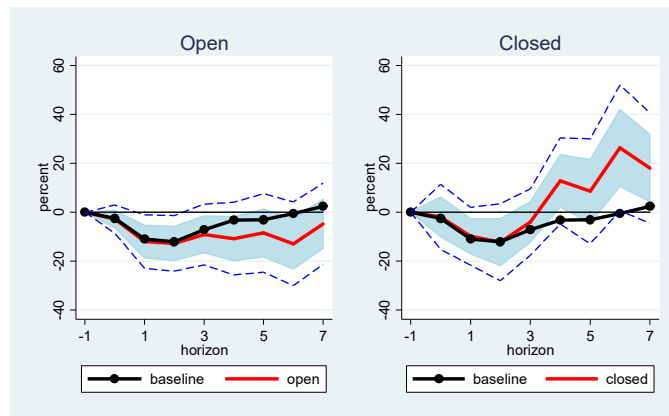 Open
percent
60
40
20
0
-20
-40
-1
1
3
5
7
horizon
baseline
open
Closed
percent
60
40
20
0
-20
-40
-1
1
3
5
7
horizon
baseline
closed